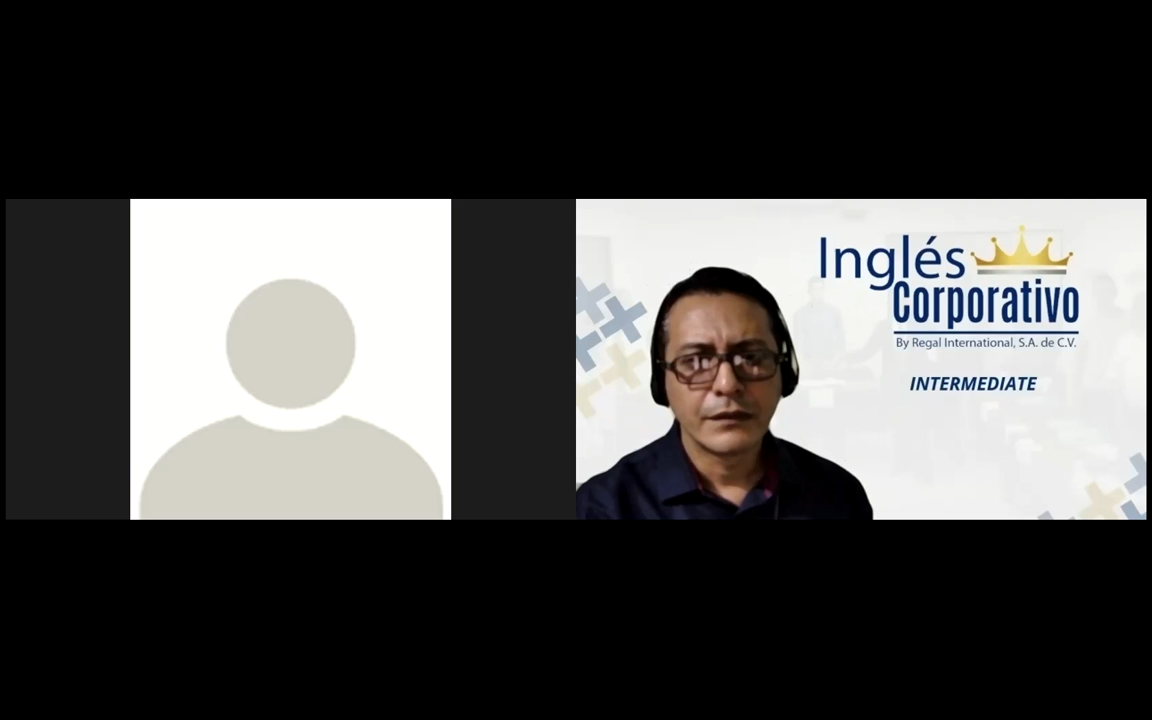 Inglés
Corporativo
By Regal International, S.A. de C.V.
INTERMEDIATE